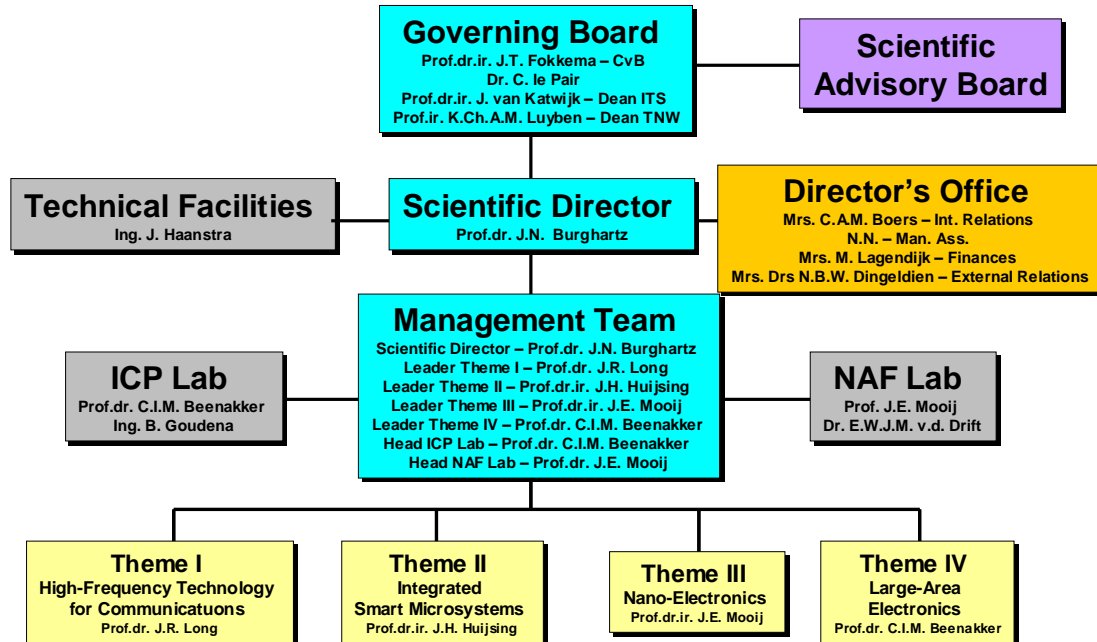 Governing Board
Prof.dr.ir. J.T. Fokkema – CvB
Dr. C. le Pair
Prof.dr.ir. J. van Katwijk – Dean ITS
Prof.ir. K.Ch.A.M. Luyben – Dean TNW
Scientific
Advisory Board
Technical Facilities
Ing. J. Haanstra
Scientific Director
Prof.dr. J.N. Burghartz
Director's Office
Mrs. C.A.M. Boers – Int. Relations
N.N. – Man. Ass.
Mrs. M. Lagendijk – Finances
Mrs. Drs N.B.W. Dingeldien – External Relations
ICP Lab
Prof.dr. C.I.M. Beenakker
Ing. B. Goudena
Management Team
Scientific Director – Prof.dr. J.N. Burghartz
Leader Theme I – Prof.dr. J.R. Long
Leader Theme II – Prof.dr.ir. J.H. Huijsing
Leader Theme III – Prof.dr.ir. J.E. Mooij
Leader Theme IV – Prof.dr. C.I.M. Beenakker
Head ICP Lab – Prof.dr. C.I.M. Beenakker
Head NAF Lab – Prof.dr. J.E. Mooij
NAF Lab
Prof. J.E. Mooij
Dr. E.W.J.M. v.d. Drift
Theme I
High-Frequency Technology
for Communicatuons
Prof.dr. J.R. Long
Theme II
Integrated
Smart Microsystems
Prof.dr.ir. J.H. Huijsing
Theme III
Nano-Electronics
Prof.dr.ir. J.E. Mooij
Theme IV
Large-Area
Electronics
Prof.dr. C.I.M. Beenakker